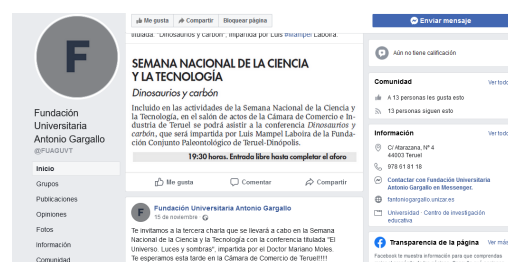 Me gusta
Compartir
Bloquear página
Enviar mensaje
titulada: "Dinosaurios y carbón", impartida por Luis #Mampel Laboira.
F
SEMANA NACIONAL DE LA CIENCIA
Y LA TECNOLOGÍA
Dinosaurios y carbón
Incluido en las actividades de la Semana Nacional de la Ciencia y
la Tecnología, en el salón de actos de la Cámara de Comercio e In-
dustria de Teruel se podrá asistir a la conferencia Dinosaurios y
carbón, que será impartida por Luis Mampel Laboira de la Funda-
ción Conjunto Paleontológico de Teruel-Dinópolis.
19:30 horas. Entrada libre hasta completar el aforo
Me gusta
Comentar
Compartir
Fundación
Universitaria
Antonio Gargallo
@FUAGUVT
Inicio
Grupos
Publicaciones
Opiniones
Fotos
Información
Comunidad
F
Fundación Universitaria Antonio Gargallo
15 de noviembre
Te invitamos a la tercera charla que se llevará a cabo en la Semana
Nacional de la Ciencia y la Tecnología con la conferencia titulada "El
Universo. Luces y sombras", impartida por el Doctor Mariano Moles.
Te esperamos esta tarde en la Cámara de Comercio de Teruel!!!!
Aún no tiene calificación
Comunidad
Ver todo
A 13 personas les gusta esto
13 personas siguen esto
Información
Ver todo
C/ Atarazana, Nº 4
44003 Teruel
978 61 81 18
Contactar con Fundación Universitaria
Antonio Gargallo en Messenger.
fantoniogargallo.unizar.es
Universidad · Centro de investigación
educativa
Transparencia de la página
Ver más
Facebook te muestra información para que comprendas